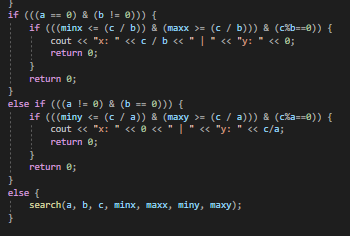 }
if (((a == 0) & (b != 0))) {
if (((minx <= (c / b)) & (maxx >= (c / b))) & (c%b==0)) {
cout << "x: " << c / b << " | " << "y: " << 0;
return 0;
}
return 0;
}
else if (((a != 0) & (b == 0))) {
if (((miny <= (c / a)) & (maxy >= (c / a))) & (c%a==0)) {
cout << "x: " << 0 << " | " << "y: " << c/a;
return 0;
}
return 0;
}
else {
search(a, b, c, minx, maxx, miny, maxy);
}